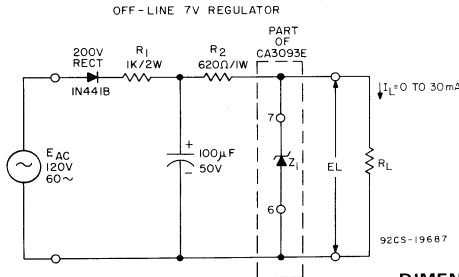 OFF-LINE 7V REGULATOR
PART
OF
CA3093E
200V
RECT
1N441B
R1
1K/2W
R2
620Ω/1W
IL=0 TO 30mA
7
EAC
120V
60~
+
100μF
- 50V
Z1
EL
RL
6
92CS-19687
DIMEN